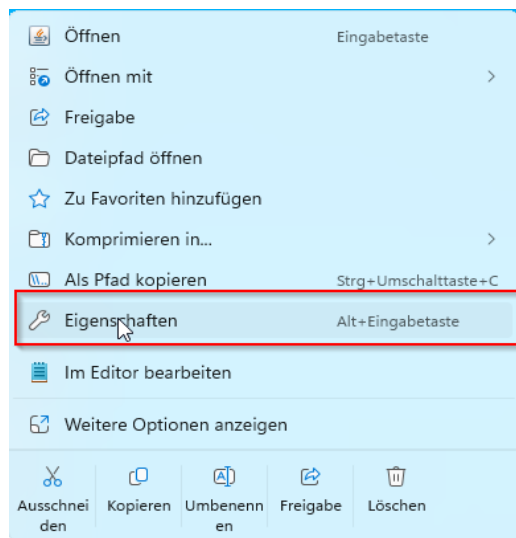 Öffnen Eingabetaste
Öffnen mit
Freigabe
Dateipfad öffnen
Zu Favoriten hinzufügen
Komprimieren in...
Als Pfad kopieren Strg+Umschalttaste+C
Eigenschaften Alt+Eingabetaste
Im Editor bearbeiten
Weitere Optionen anzeigen
Ausschnei Kopieren Umbenenn Freigabe Löschen
den en